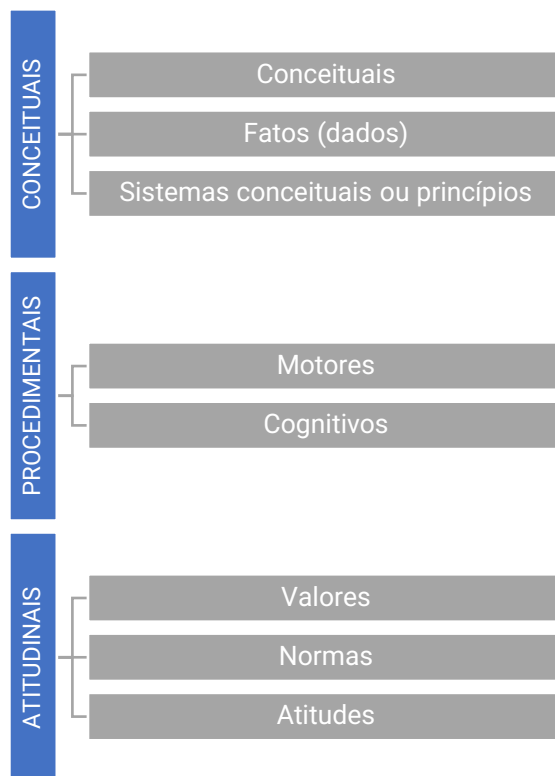 CONCEITUAIS
Conceituais
Fatos (dados)
Sistemas conceituais ou princípios
PROCEDIMENTAIS
Motores
Cognitivos
ATITUDINAIS
Valores
Normas
Atitudes